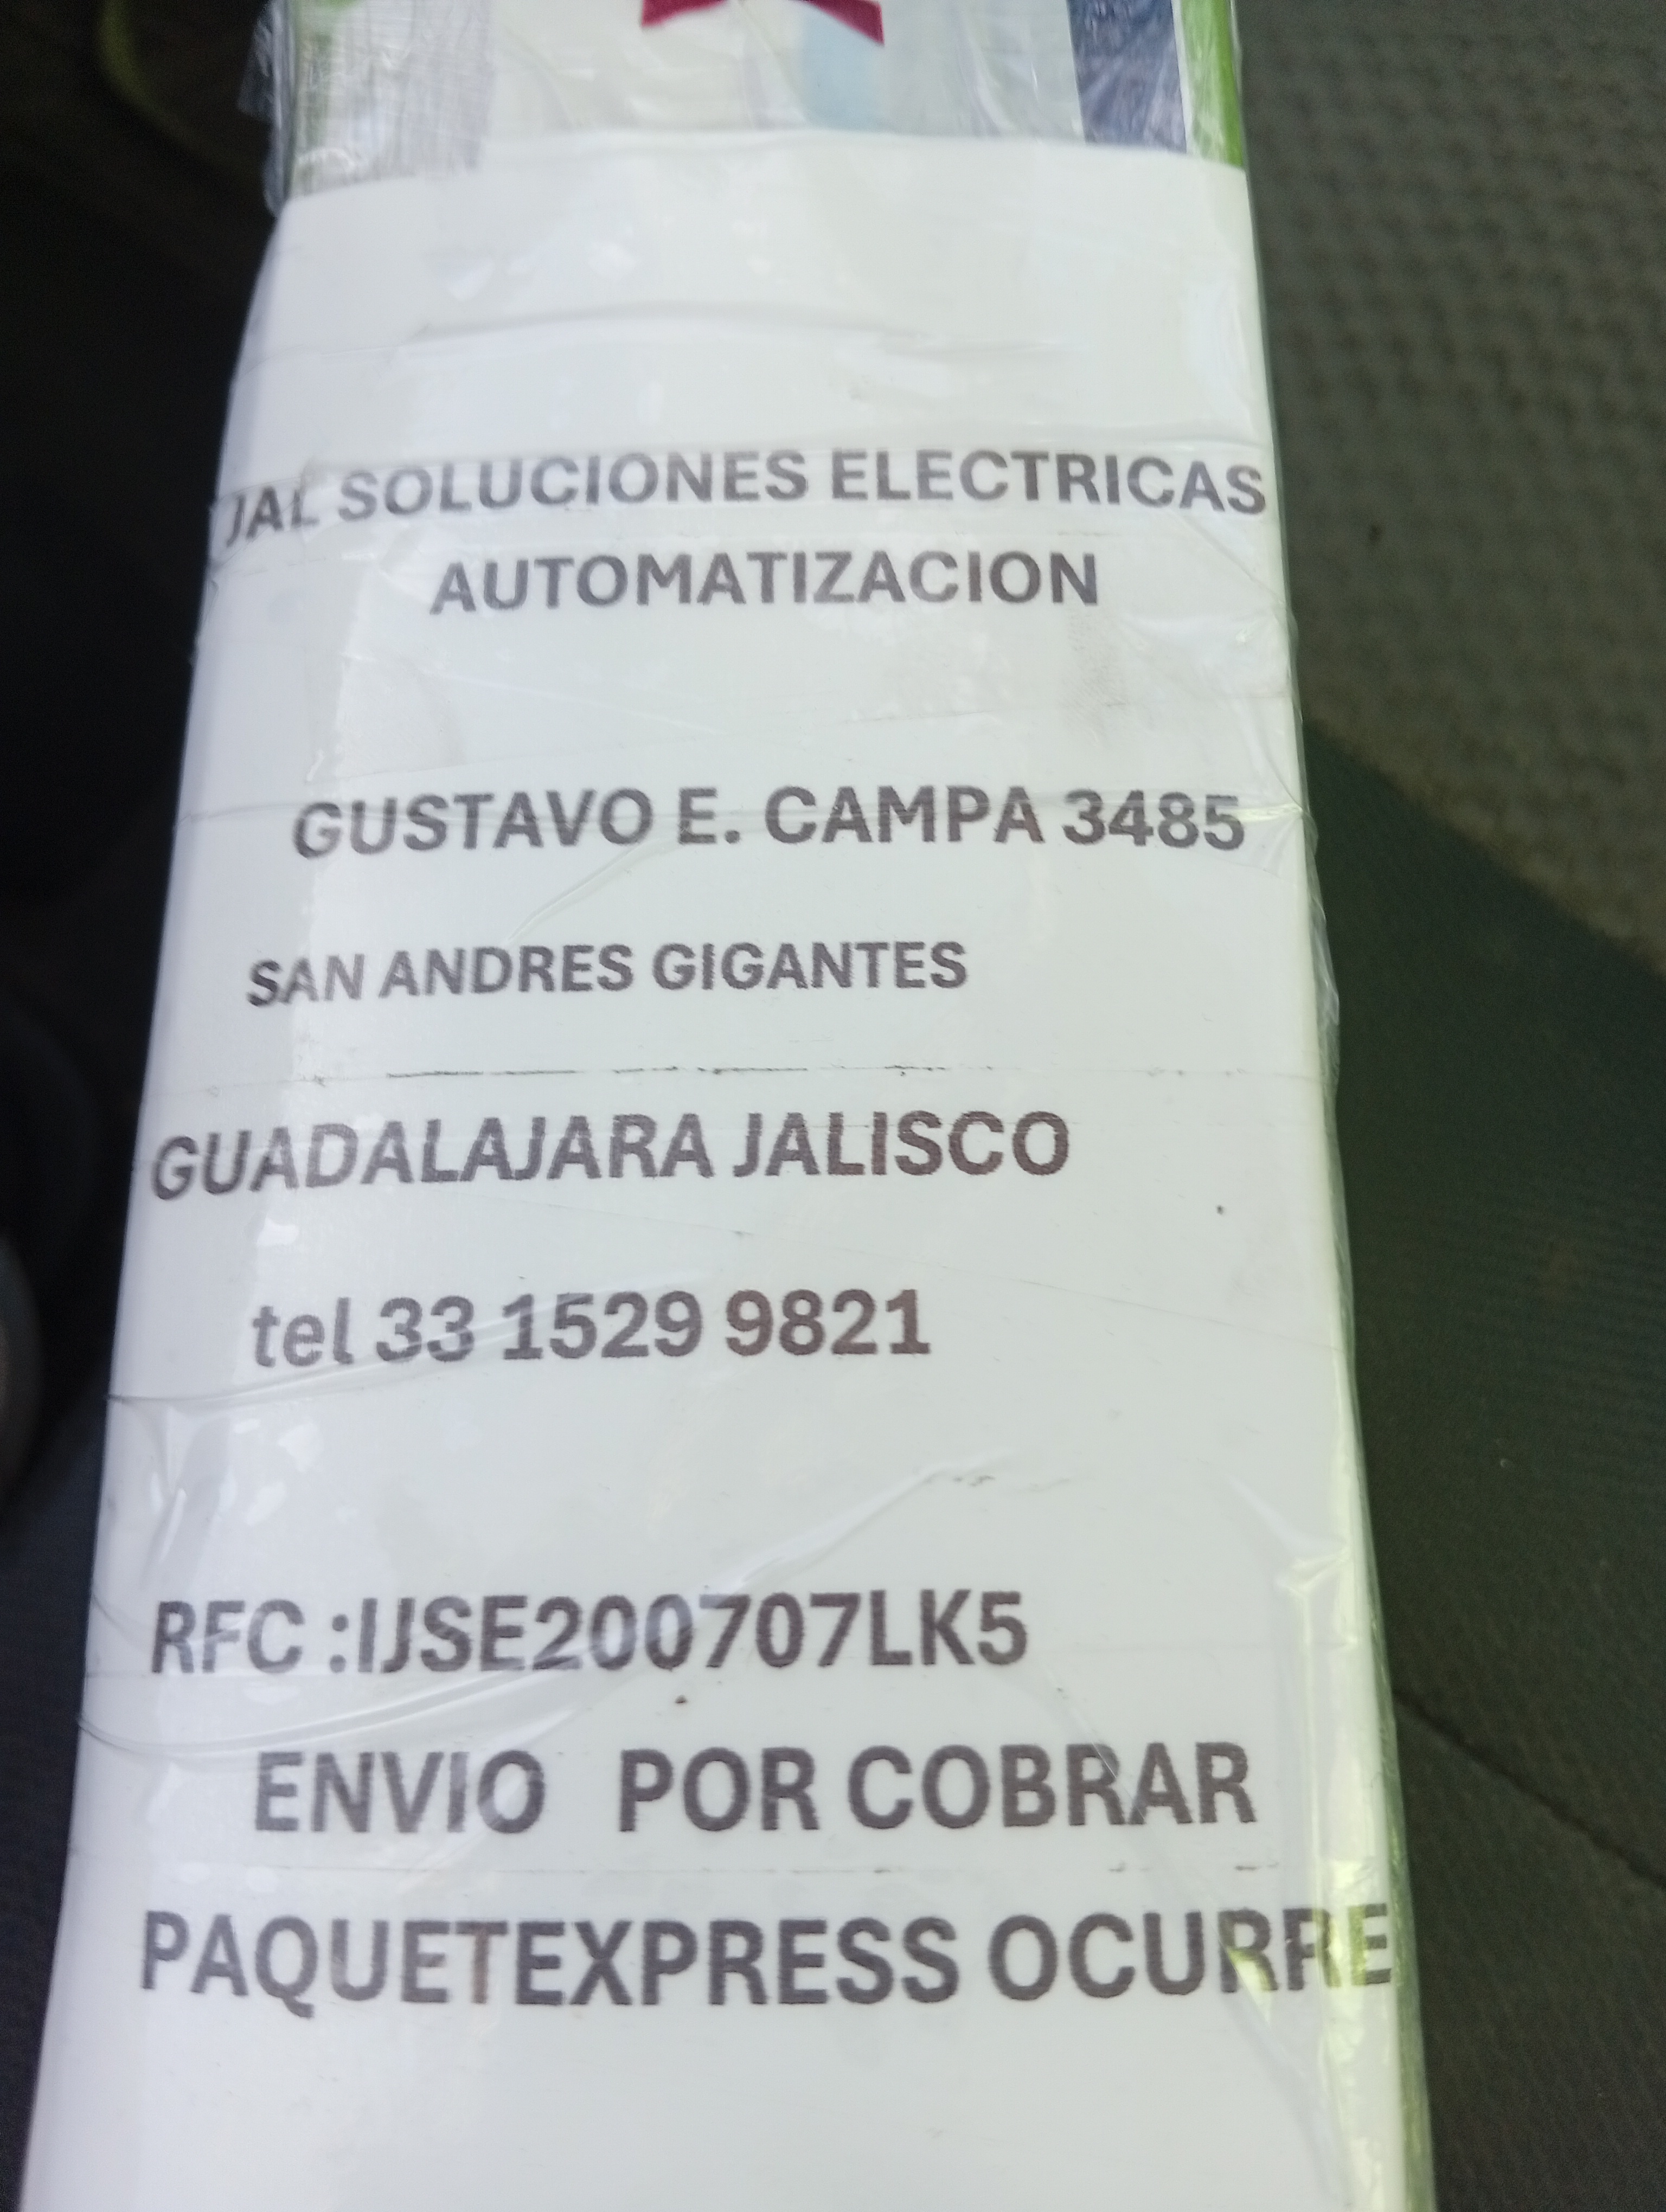 JAL SOLUCIONES ELECTRICAS
AUTOMATIZACION
GUSTAVO E. CAMPA 3485
SAN ANDRES GIGANTES
GUADALAJARA JALISCO
tel 33 1529 9821
RFC :IJSE200707LK5
ENVIO POR COBRAR
PAQUETEXPRESS OCURRE